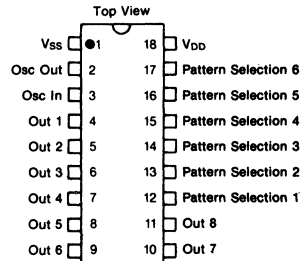 Top View
VSS 1 18 VDD
Osc Out 2 17 Pattern Selection 6
Osc In 3 16 Pattern Selection 5
Out 1 4 15 Pattern Selection 4
Out 2 5 14 Pattern Selection 3
Out 3 6 13 Pattern Selection 2
Out 4 7 12 Pattern Selection 1
Out 5 8 11 Out 8
Out 6 9 10 Out 7